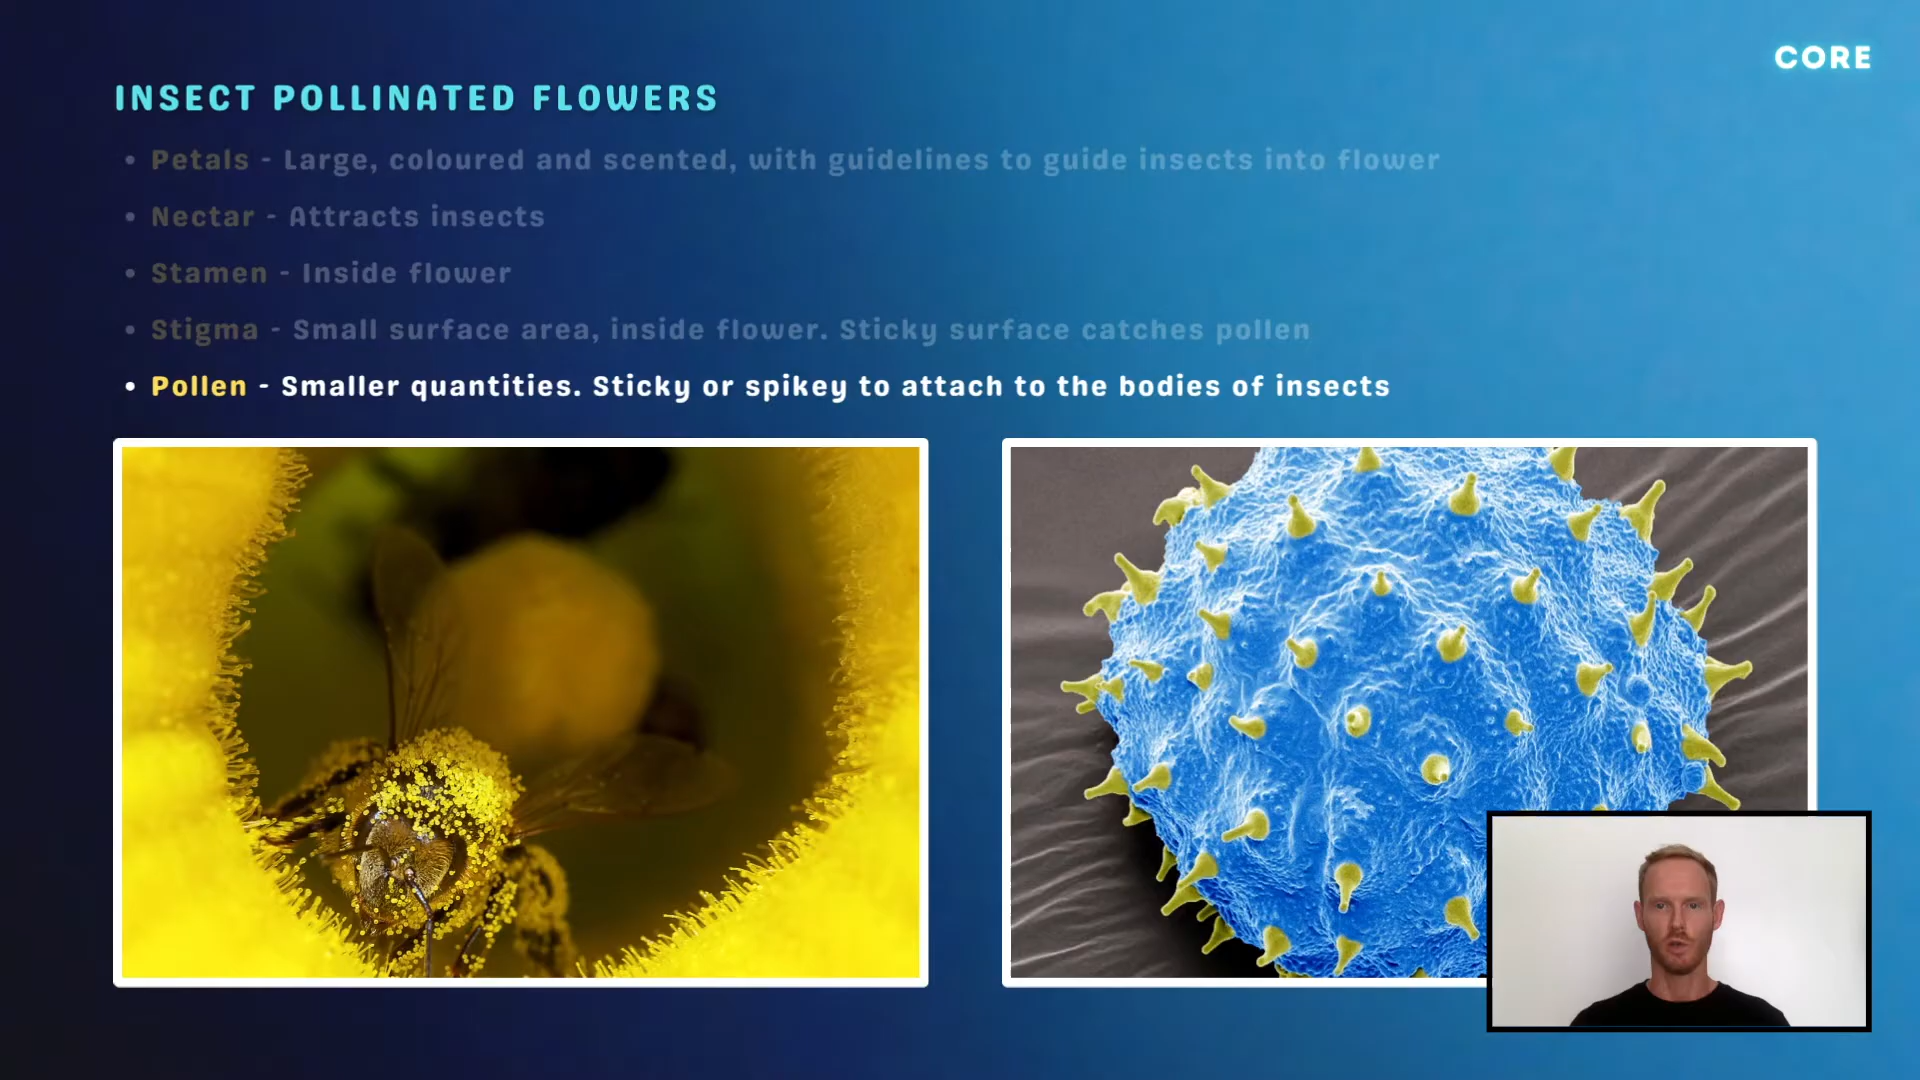 CORE
INSECT POLLINATED FLOWERS
• Petals - Large, coloured and scented, with guidelines to guide insects into flower
• Nectar - Attracts insects
• Stamen - Inside flower
• Stigma - Small surface area, inside flower. Sticky surface catches pollen
• Pollen - Smaller quantities. Sticky or spikey to attach to the bodies of insects